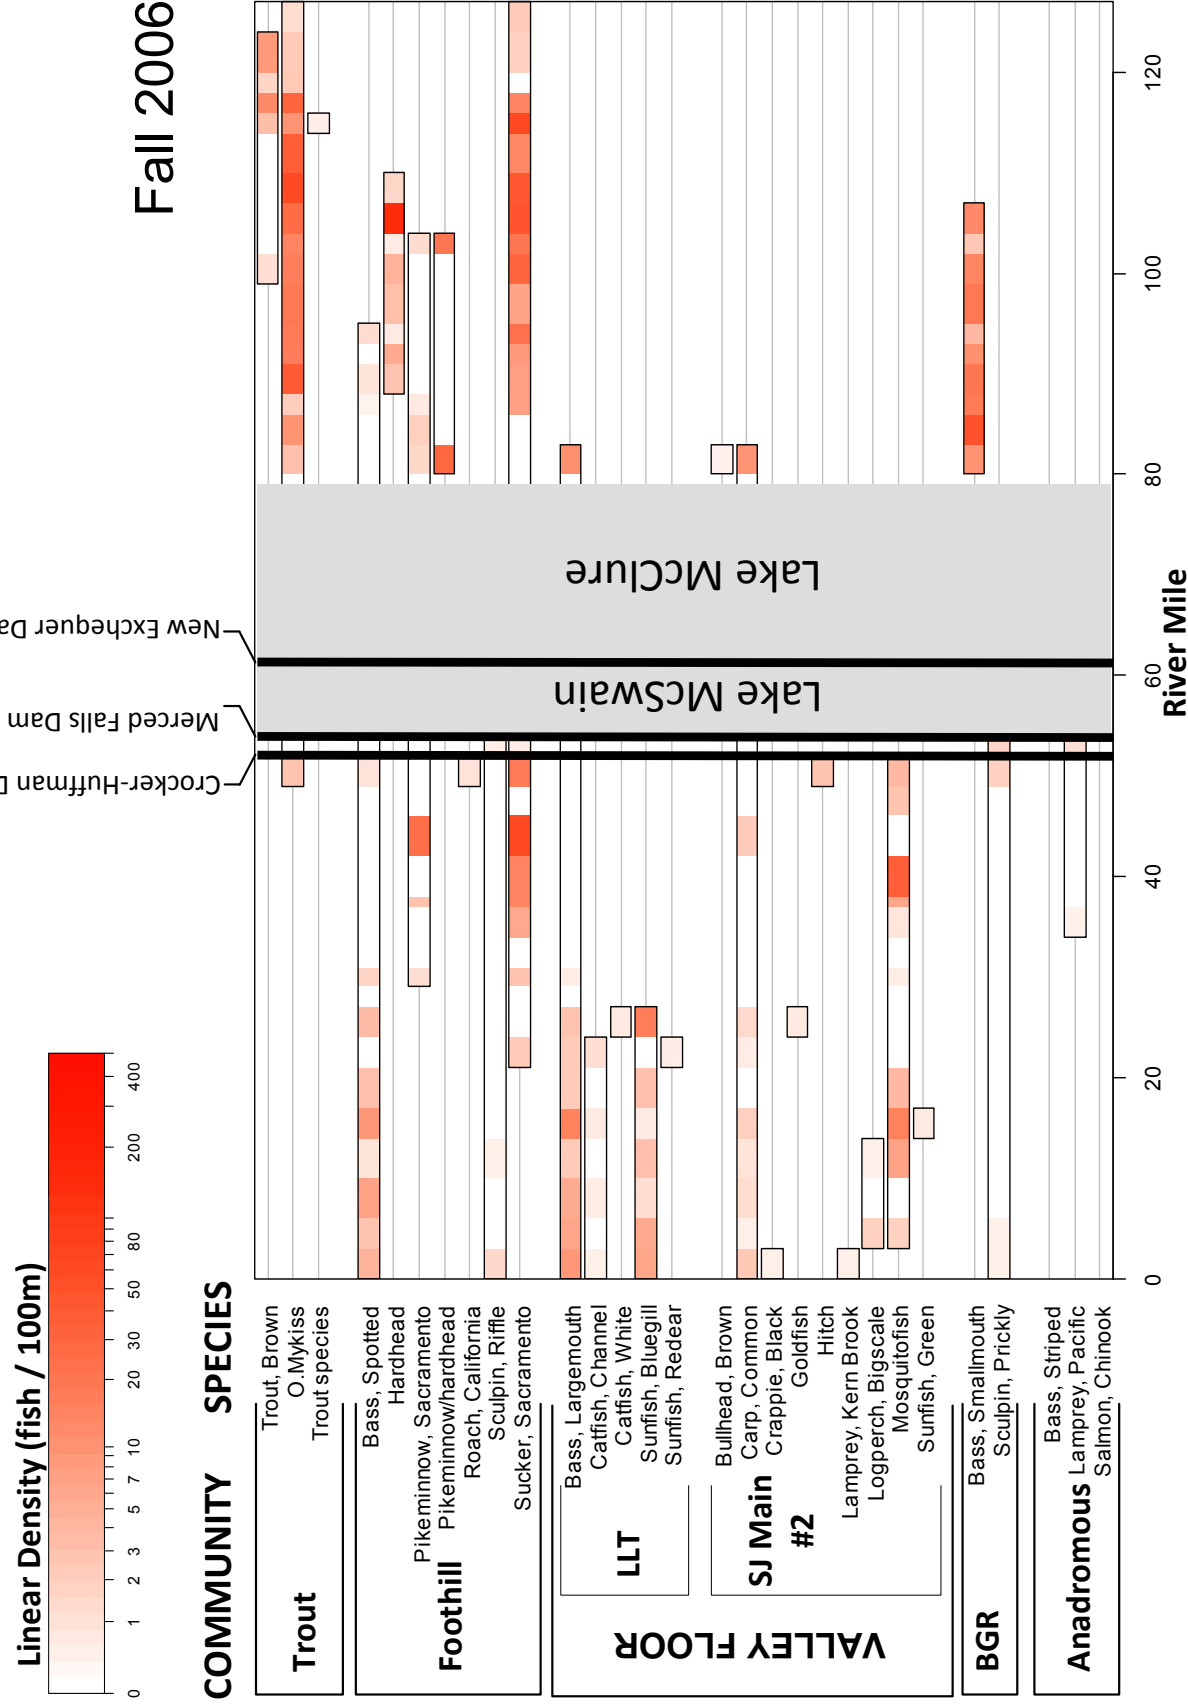 Fall 2006
Linear Density (fish / 100m)
0 1 2 3 5 7 10 20 30 50 80 200 400
COMMUNITY SPECIES
Trout
Trout, Brown
O.Mykiss
Trout species
Foothill
Bass, Spotted
Hardhead
Pikeminnow, Sacramento
Pikeminnow/hardhead
Roach, California
Sculpin, Riffle
Sucker, Sacramento
VALLEY FLOOR
LLT
Bass, Largemouth
Catfish, Channel
Catfish, White
Sunfish, Bluegill
Sunfish, Redear
SJ Main
#2
Bullhead, Brown
Carp, Common
Crappie, Black
Goldfish
Hitch
Lamprey, Kern Brook
Logperch, Bigscale
Mosquitofish
Sunfish, Green
BGR
Bass, Smallmouth
Sculpin, Prickly
Anadromous
Bass, Striped
Lamprey, Pacific
Salmon, Chinook
Crocker-Huffman D
Merced Falls Dam
New Exchequer Da
Lake McSwain
Lake McClure
0 20 40 60 80 100 120
River Mile